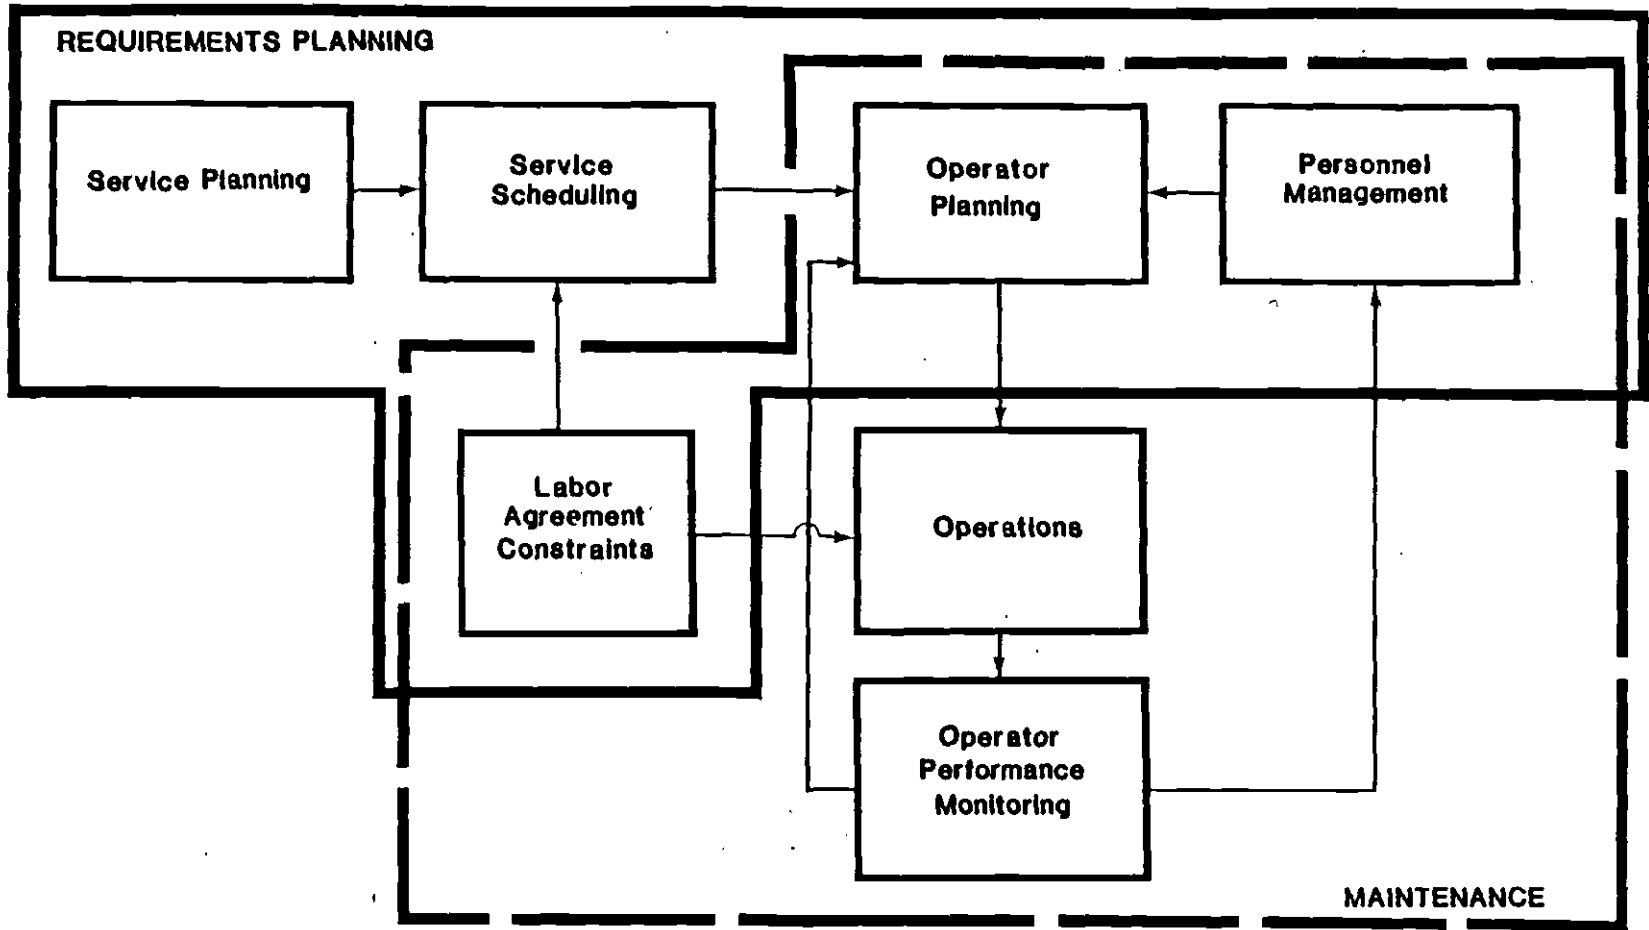 REQUIREMENTS PLANNING
Service Planning
Service
Scheduling
Operator
Planning
Personnel
Management
Labor
Agreement
Constraints
Operations
Operator
Performance
Monitoring
MAINTENANCE